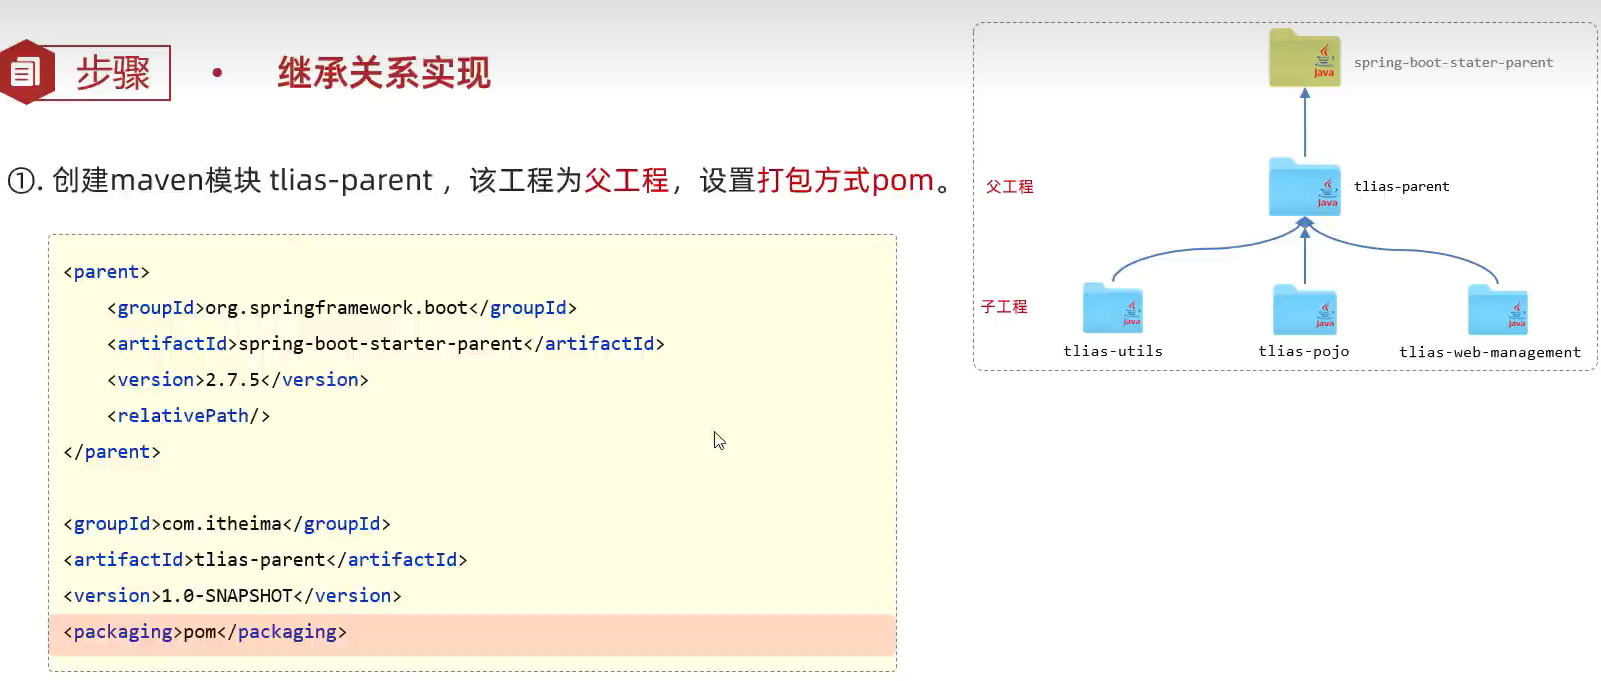 步骤
• 继承关系实现
①. 创建maven模块 tlias-parent ，该工程为父工程，设置打包方式pom。
<parent>
<groupId>org.springframework.boot</groupId>
<artifactId>spring-boot-starter-parent</artifactId>
<version>2.7.5</version>
<relativePath/>
</parent>
<groupId>com.itheima</groupId>
<artifactId>tlias-parent</artifactId>
<version>1.0-SNAPSHOT</version>
<packaging>pom</packaging>
Java
spring-boot-stater-parent
父工程
Java
tlias-parent
子工程
Java
Java
Java
tlias-utils
tlias-pojo
tlias-web-management